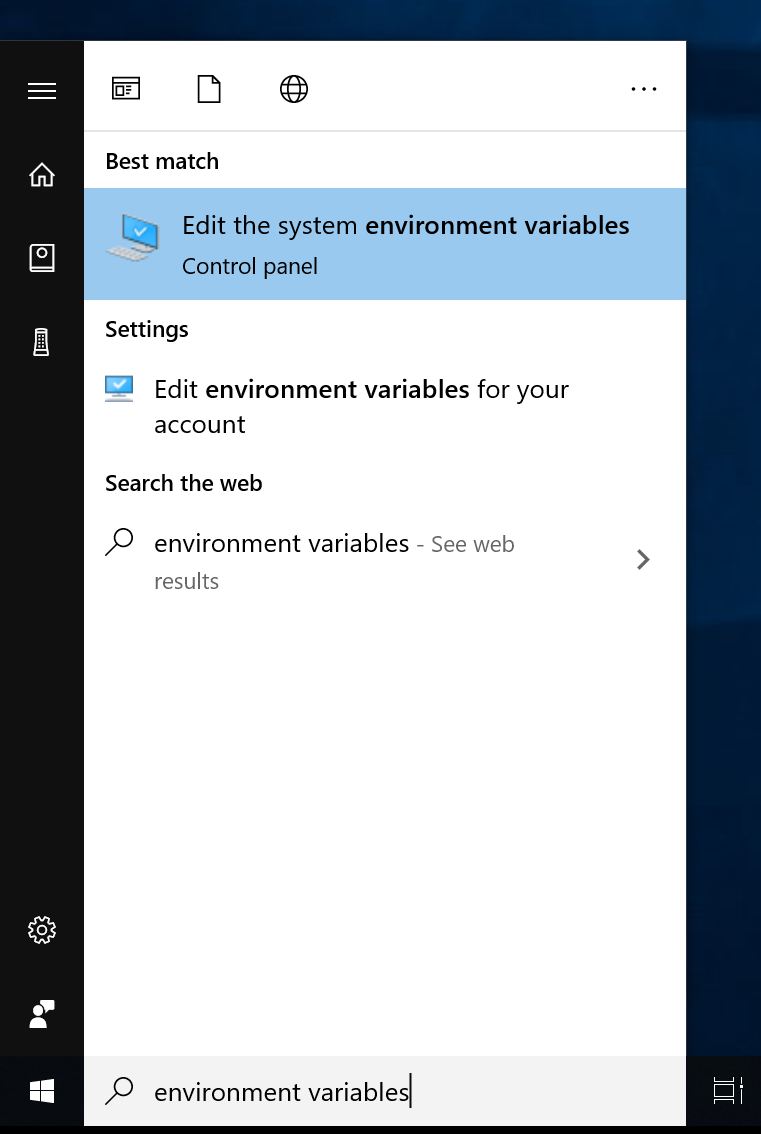 Best match
Edit the system environment variables
Control panel
Settings
Edit environment variables for your
account
Search the web
environment variables - See web
results
environment variables